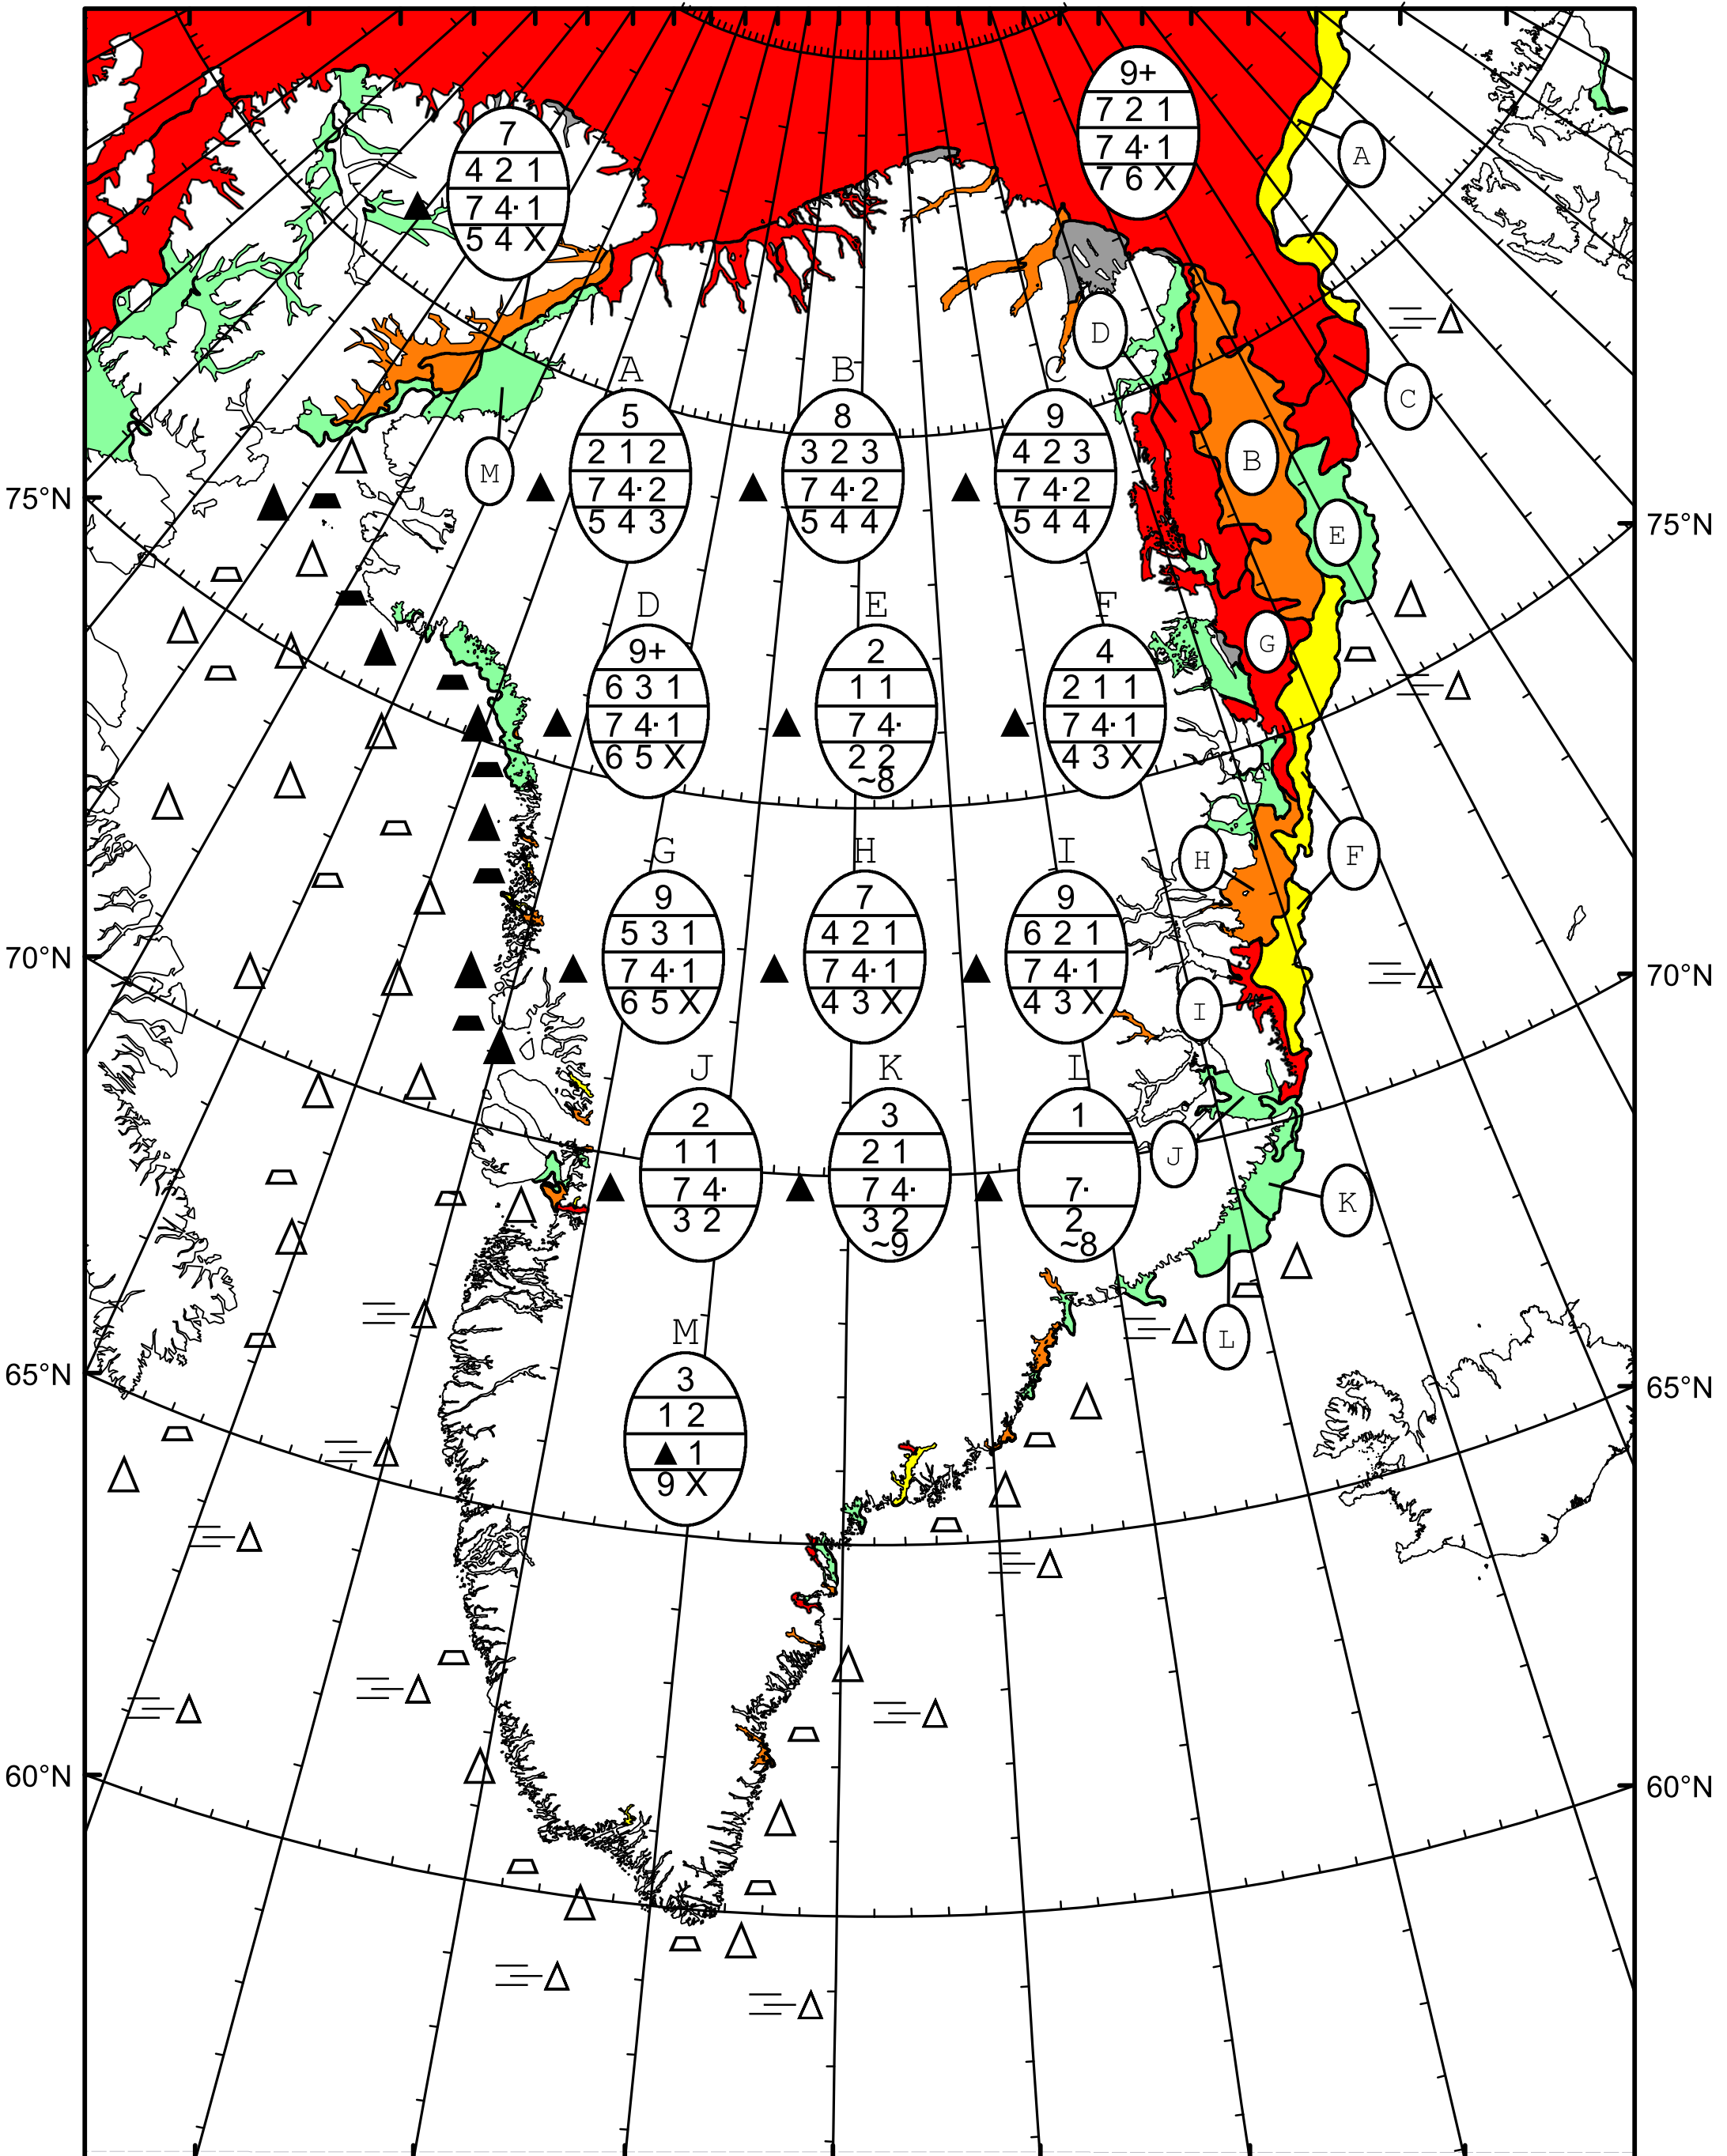 9+
7 2 1
7 4· 1
7 6 X
7
4 2 1
7 4· 1
5 4 X
A
D
C
A B C
M
B
5
2 1 2
7 4· 2
5 4 3
8
3 2 3
7 4· 2
5 4 4
9
4 2 3
7 4· 2
5 4 4
75°N
75°N
E
D E F
G
9+
6 3 1
7 4· 1
6 5 X
2
1 1
7 4·
2 2
~8
4
2 1 1
7 4· 1
4 3 X
G H I
H
F
9
5 3 1
7 4· 1
6 5 X
7
4 2 1
7 4· 1
4 3 X
9
6 2 1
7 4· 1
4 3 X
70°N
70°N
I
J K L
J
K
2
1 1
7 4·
3 2
3
2 1
7 4·
3 2
~9
1
7·
2
~8
L
M
3
1 2
1
9 X
65°N
65°N
60°N
60°N